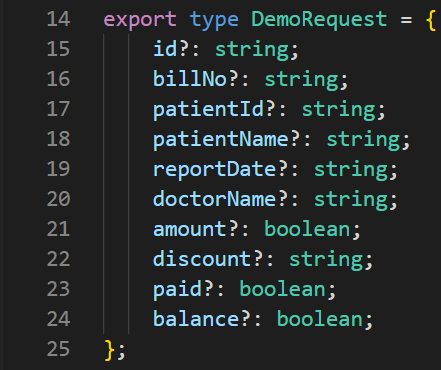 14 export type DemoRequest = {
15 id?: string;
16 billNo?: string;
17 patientId?: string;
18 patientName?: string;
19 reportDate?: string;
20 doctorName?: string;
21 amount?: boolean;
22 discount?: string;
23 paid?: boolean;
24 balance?: boolean;
25 };